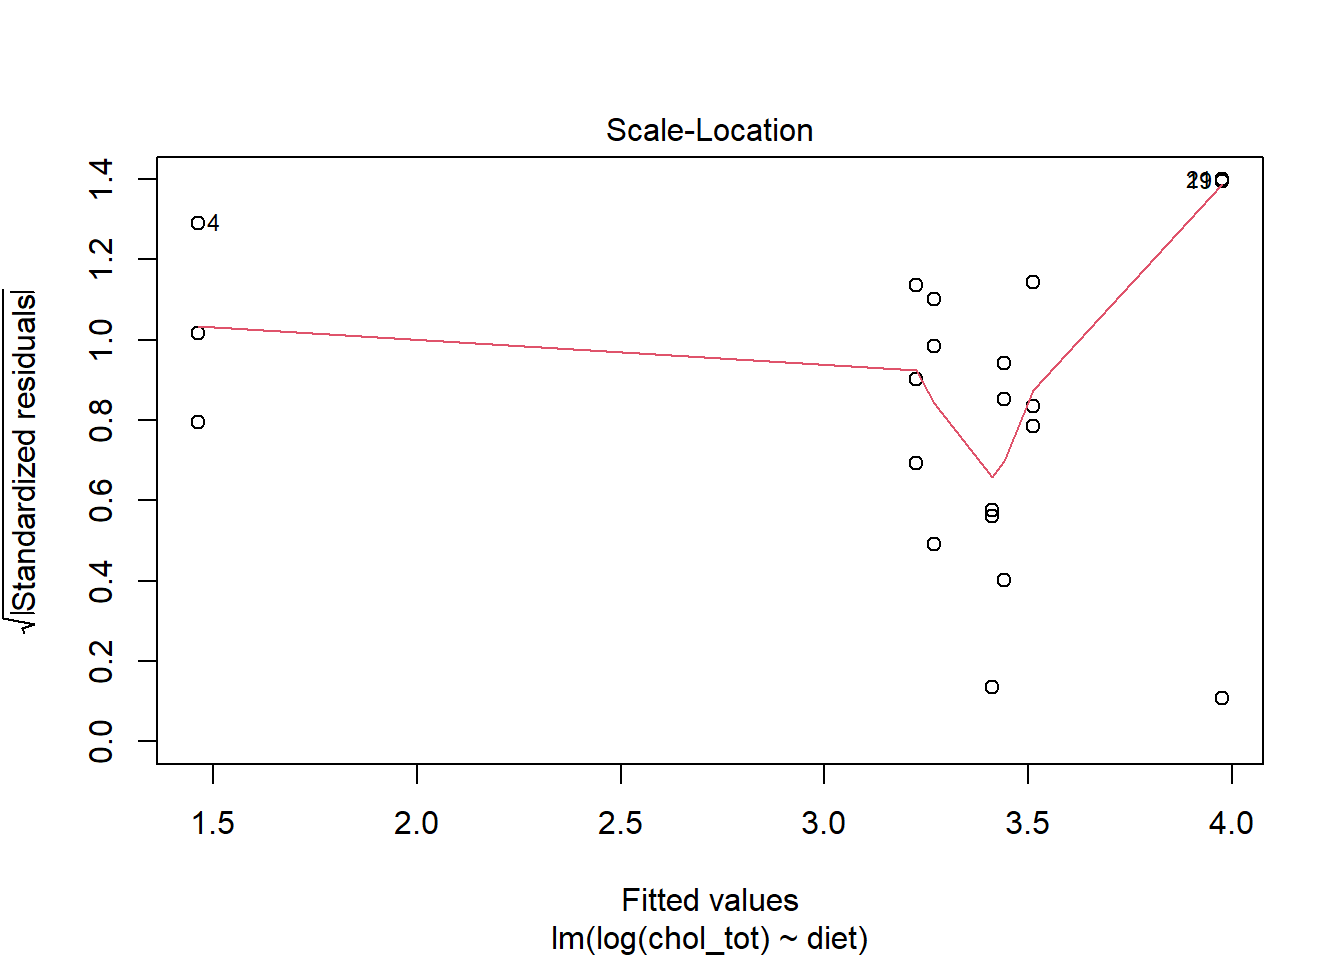 Scale-Location
√|Standardized residuals|
1.4
1.2
1.0
0.8
0.6
0.4
0.2
0.0
4
1.5 2.0 2.5 3.0 3.5 4.0
Fitted values
lm(log(chol_tot) ~ diet)